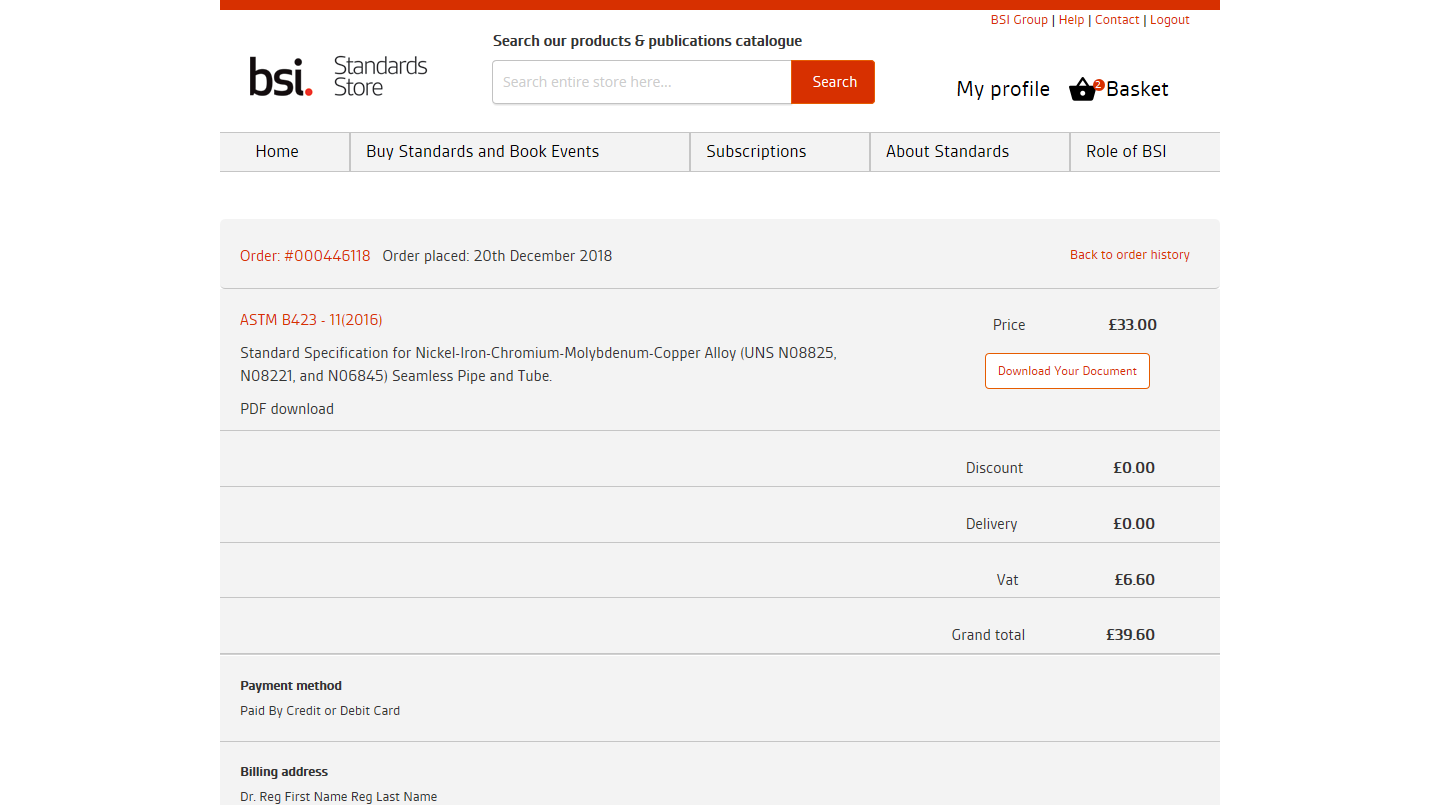 BSI Group | Help | Contact | Logout
bsi.
Standards
Store
Search our products & publications catalogue
Search entire store here...
Search
My profile
2
Basket
Home
Buy Standards and Book Events
Subscriptions
About Standards
Role of BSI
Order: #000446118 Order placed: 20th December 2018
Back to order history
ASTM B423 - 11(2016)
Price £33.00
Standard Specification for Nickel-Iron-Chromium-Molybdenum-Copper Alloy (UNS N08825,
N08221, and N06845) Seamless Pipe and Tube.
Download Your Document
PDF download
Discount £0.00
Delivery £0.00
Vat £6.60
Grand total £39.60
Payment method
Paid By Credit or Debit Card
Billing address
Dr. Reg First Name Reg Last Name